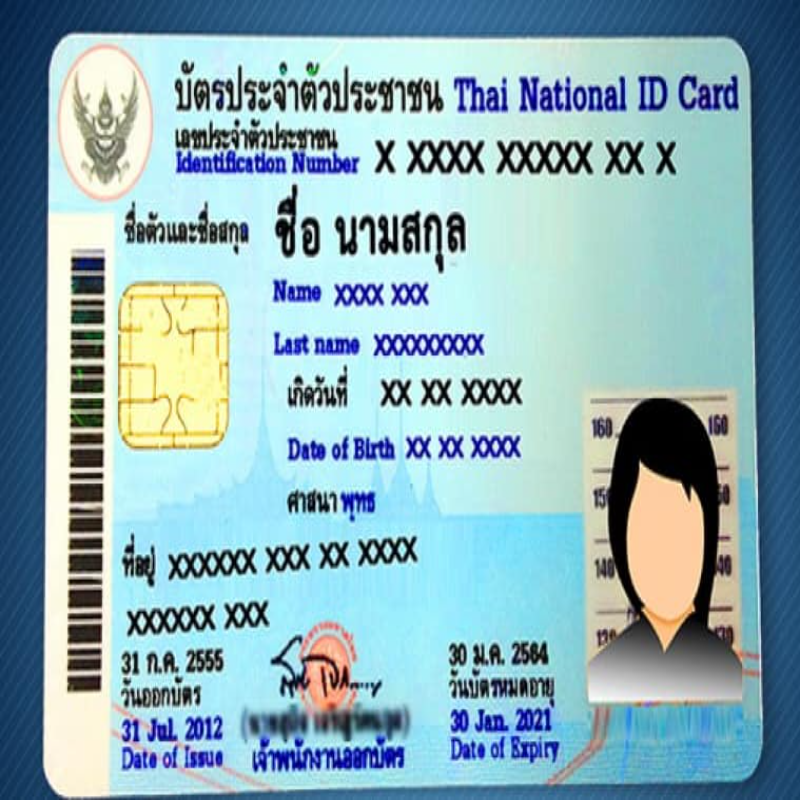 บัตรประจำตัวประชาชน Thai National ID Card
เลขประจำตัวประชาชน
Identification Number X XXXX XXXXX XX X
ชื่อตัวและชื่อสกุล ชื่อ นามสกุล
Name XXXX XXX
Last name XXXXXXXXX
เกิดวันที่ XX XX XXXX
Date of Birth XX XX XXXX
ศาสนา พุทธ
ที่อยู่ XXXXXX XXX XX XXXX
XXXXXX XXX
160 160
150 50
140 40
130 130
31 ก.ค. 2555
วันออกบัตร
31 Jul. 2012
Date of Issue
เจ้าพนักงานออกบัตร
30 ม.ค. 2564
วันบัตรหมดอายุ
30 Jan. 2021
Date of Expiry